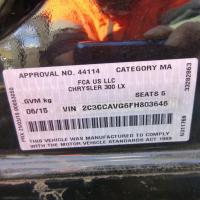 APPROVAL NO. 44114 CATEGORY MA
FCA US LLC
CHRYSLER 300 LX
GVM kg SEATS 5
06/15 VIN 2C3CCAVG6FH803646
THIS VEHICLE WAS MANUFACTURED TO COMPLY
WITH THE MOTOR VEHICLE STANDARDS ACT 1989
33292863